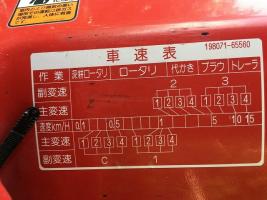 車速表
198071-65560
作業 深耕ロータリ ロータリ 代かき プラウ トレーラ
副変速 2 3
主変速 1 2 3 4 1 2 3 4
速度km/H 0.1 0.5 1 5 10 15
主変速 1 2 3 4 1 2 3 4
副変速 C 1